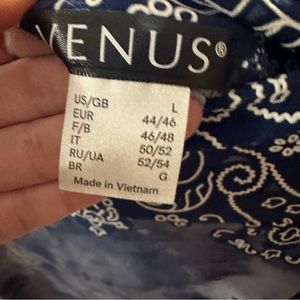 VENUS®
US/GB L
EUR 44/46
F/B 46/48
IT 50/52
RU/UA 52/54
BR G
Made in Vietnam